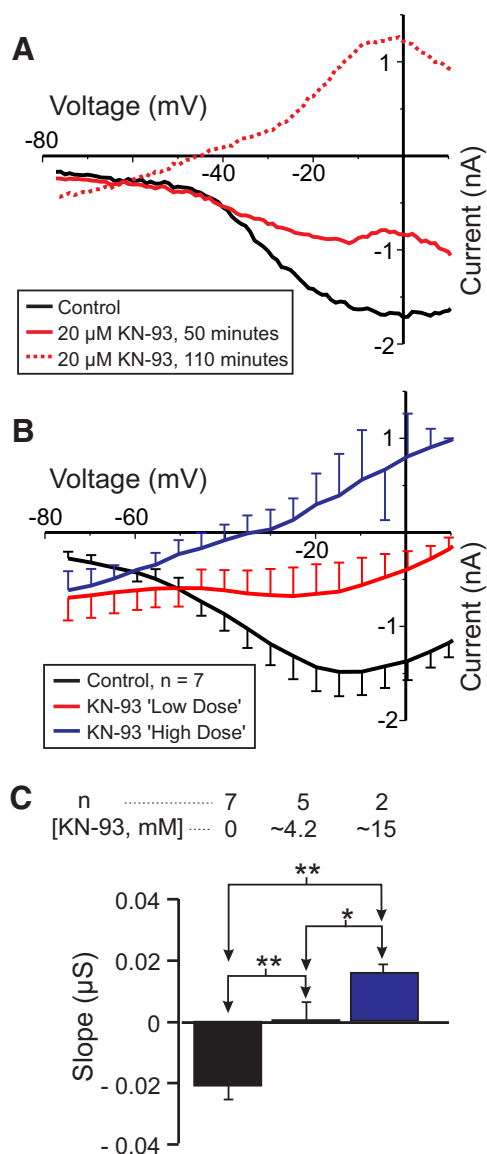 A
Voltage (mV)
-80
-40
-20
1
-1
-2
Current (nA)
Control
20 µM KN-93, 50 minutes
20 µM KN-93, 110 minutes
B
Voltage (mV)
-80
-60
-20
1
-1
-2
Current (nA)
Control, n = 7
KN-93 'Low Dose'
KN-93 'High Dose'
C
n ........ 7 5 2
[KN-93, mM] ..... 0 ~4.2 ~15
**
*
**
0.04
0.02
0
- 0.02
- 0.04
Slope (µS)